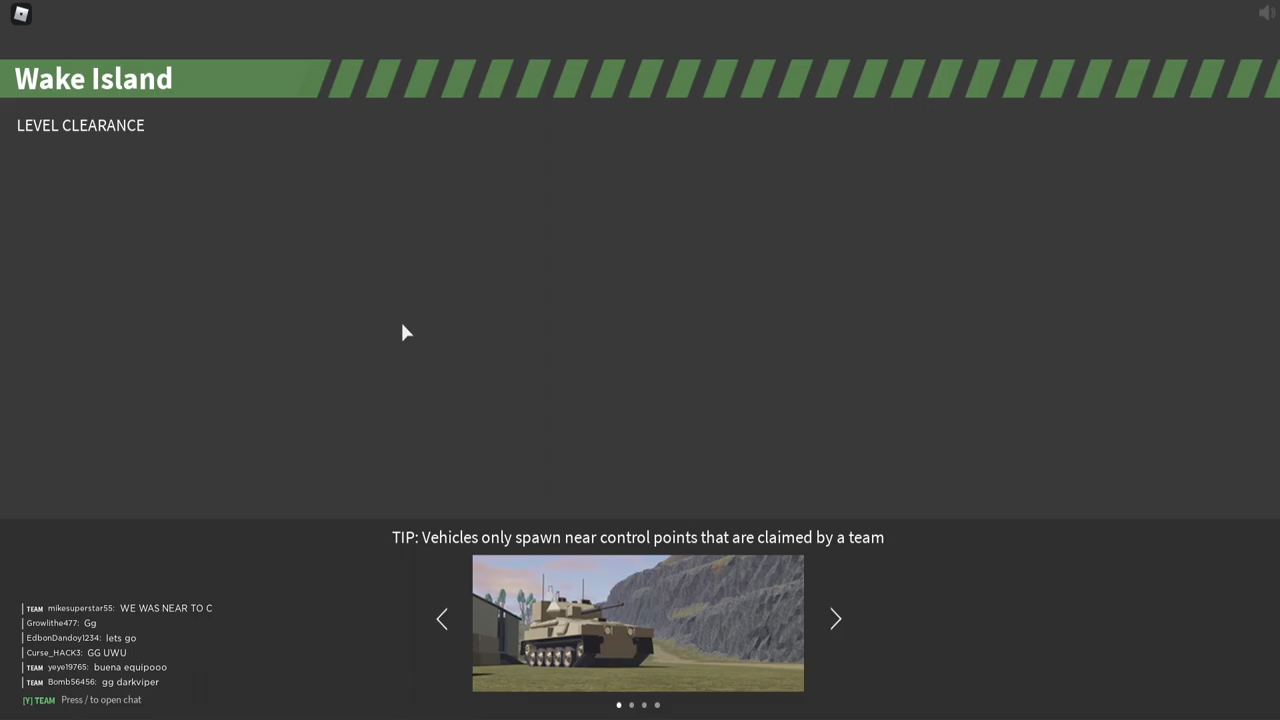 Wake Island
LEVEL CLEARANCE
TIP: Vehicles only spawn near control points that are claimed by a team
TEAM mikesuperstar55: WE WAS NEAR TO C
Growlithe477: Gg
EdbonDandoy1234: lets go
Curse_HACK3: GG UWU
TEAM yeye19765: buena equipooo
TEAM Bomb56456: gg darkviper
[Y] TEAM Press / to open chat